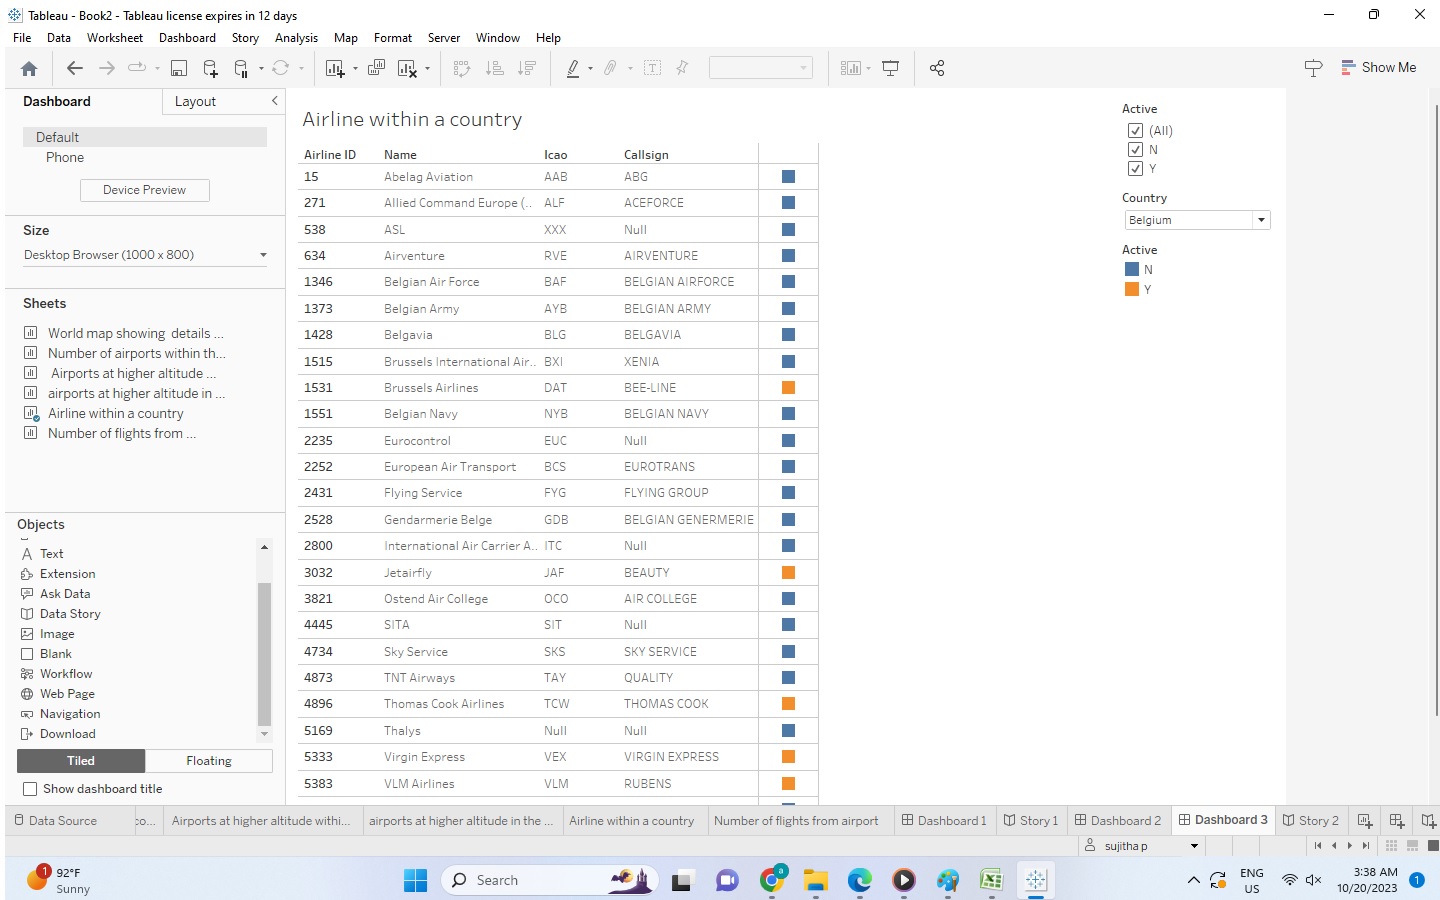 Tableau - Book2 - Tableau license expires in 12 days
File Data Worksheet Dashboard Story Analysis Map Format Server Window Help
Show Me
Dashboard Layout
Default
Phone
Device Preview
Size
Desktop Browser (1000 x 800)
Sheets
World map showing details ...
Number of airports within th...
Airports at higher altitude ...
airports at higher altitude in ...
Airline within a country
Number of flights from ...
Objects
Text
Extension
Ask Data
Data Story
Image
Blank
Workflow
Web Page
Navigation
Download
Tiled Floating
Show dashboard title
Airline within a country
Airline ID Name Icao Callsign
15 Abelag Aviation AAB ABG
271 Allied Command Europe (.. ALF ACEFORCE
538 ASL XXX Null
634 Airventure RVE AIRVENTURE
1346 Belgian Air Force BAF BELGIAN AIRFORCE
1373 Belgian Army AYB BELGIAN ARMY
1428 Belgavia BLG BELGAVIA
1515 Brussels International Air.. BXI XENIA
1531 Brussels Airlines DAT BEE-LINE
1551 Belgian Navy NYB BELGIAN NAVY
2235 Eurocontrol EUC Null
2252 European Air Transport BCS EUROTRANS
2431 Flying Service FYG FLYING GROUP
2528 Gendarmerie Belge GDB BELGIAN GENERMERIE
2800 International Air Carrier A.. ITC Null
3032 Jetairfly JAF BEAUTY
3821 Ostend Air College OCO AIR COLLEGE
4445 SITA SIT Null
4734 Sky Service SKS SKY SERVICE
4873 TNT Airways TAY QUALITY
4896 Thomas Cook Airlines TCW THOMAS COOK
5169 Thalys Null Null
5333 Virgin Express VEX VIRGIN EXPRESS
5383 VLM Airlines VLM RUBENS
Active
(All)
N
Y
Country
Belgium
Active
N
Y
Data Source co... Airports at higher altitude withi... airports at higher altitude in the ... Airline within a country Number of flights from airport Dashboard 1 Story 1 Dashboard 2 Dashboard 3 Story 2
sujitha p
1 92°F
Sunny
Search
a
ENG
US
3:38 AM
10/20/2023
1